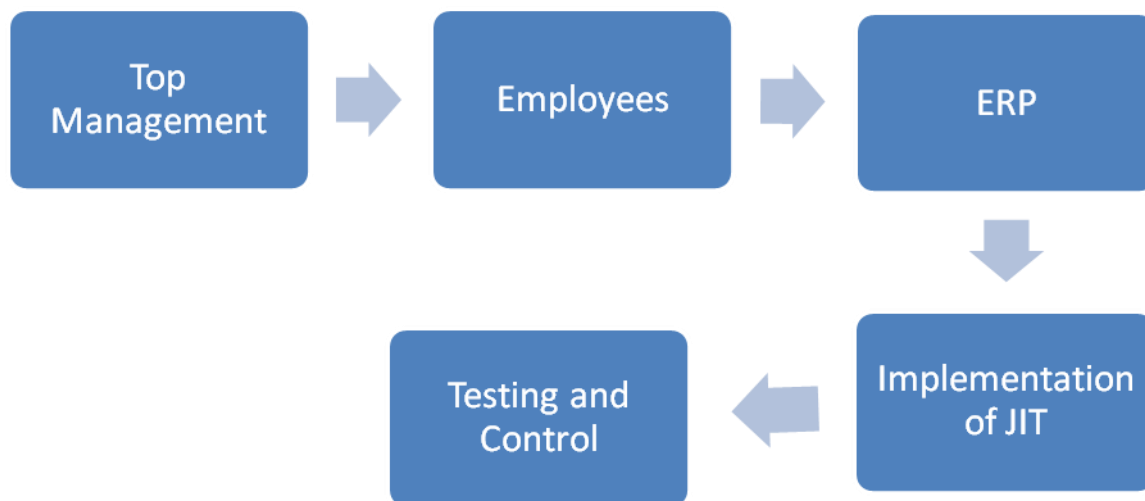 Top
Management
Employees
ERP
Implementation
of JIT
Testing and
Control